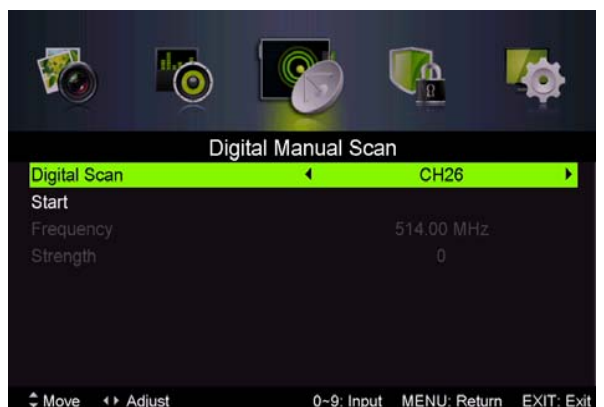 Digital Manual Scan
Digital Scan CH26
Start
Frequency 514.00 MHz
Strength 0
Move Adjust 0~9: Input MENU: Return EXIT: Exit